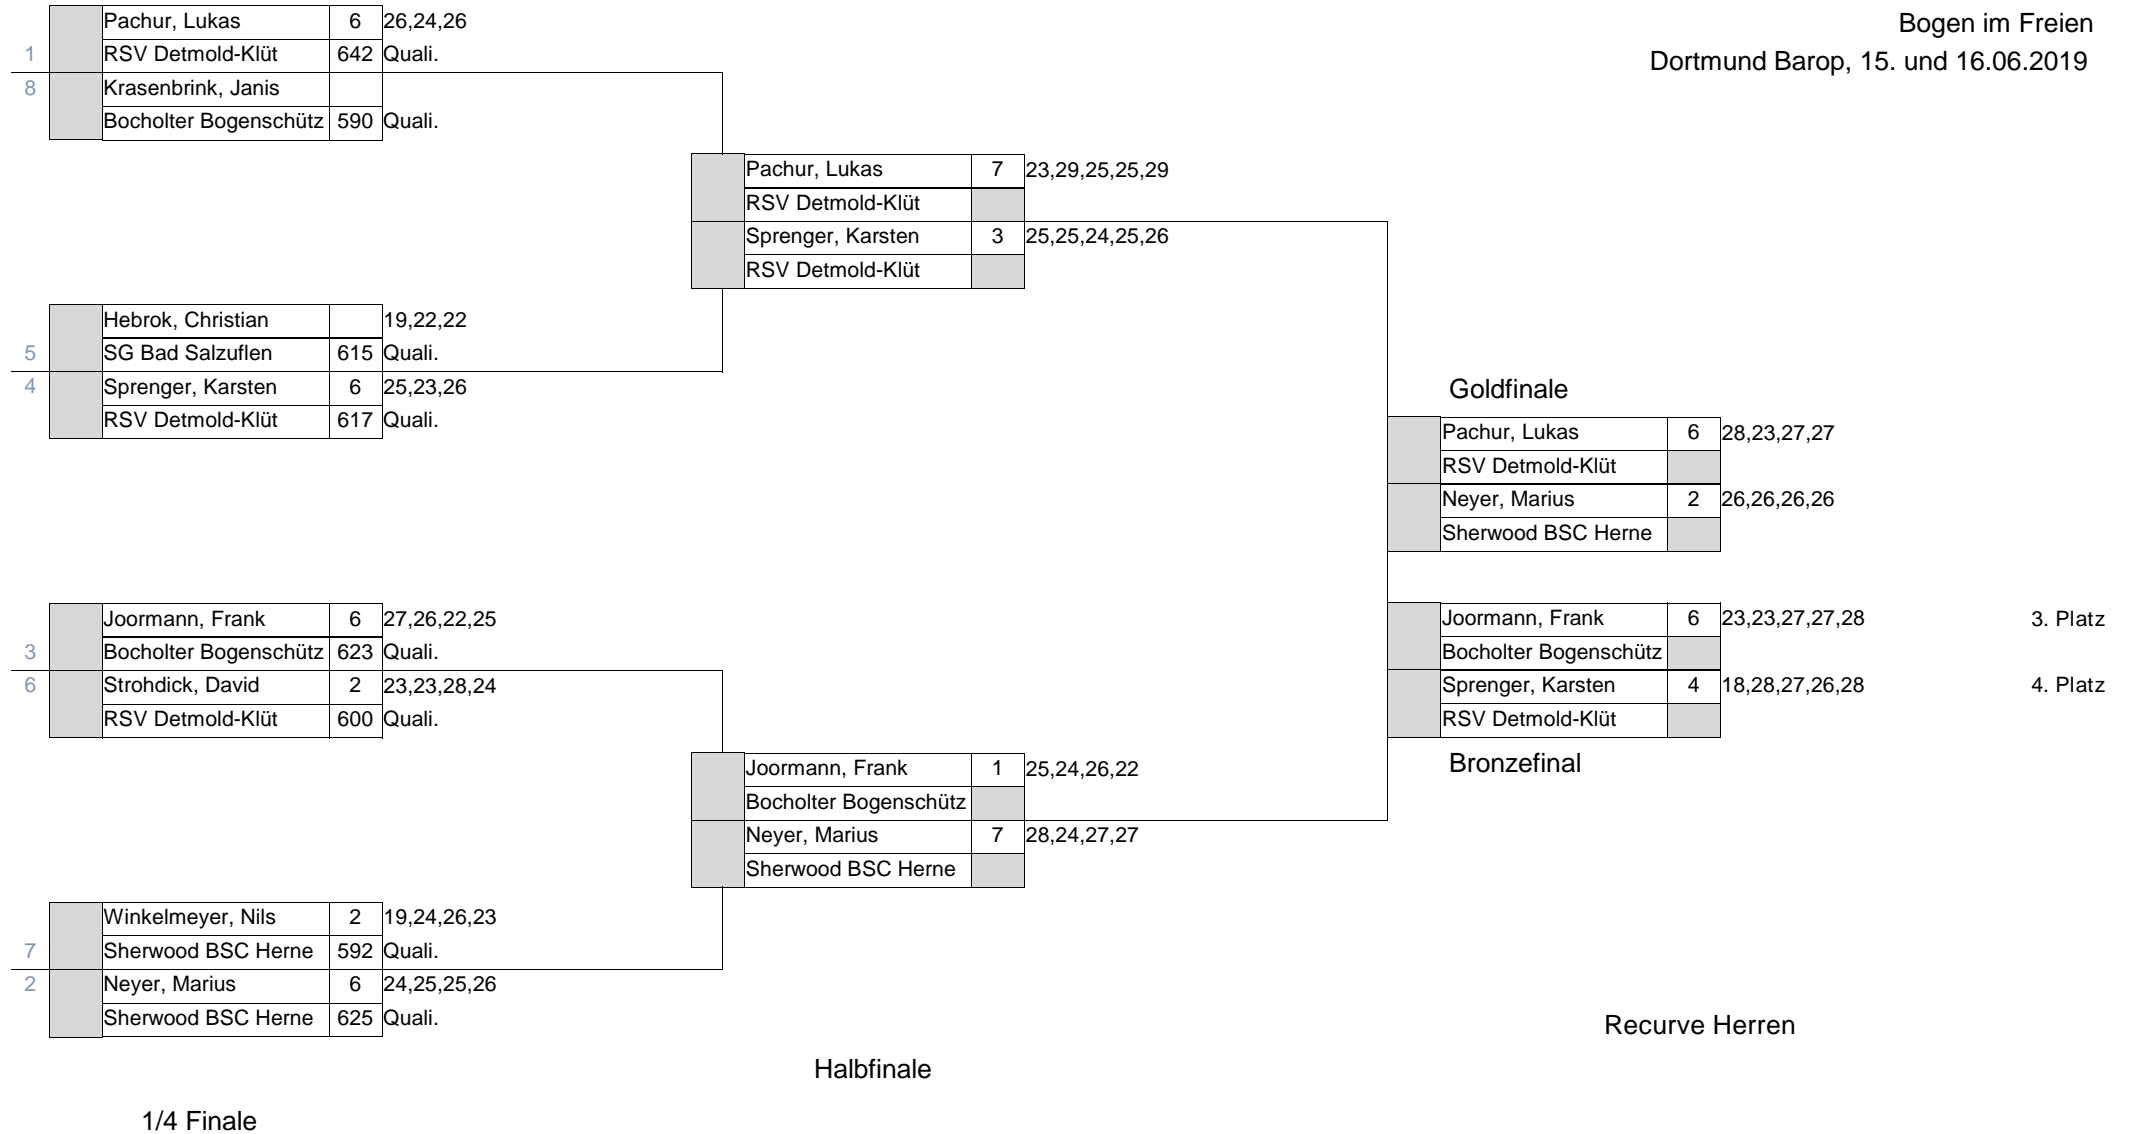 Bogen im Freien
Dortmund Barop, 15. und 16.06.2019
Pachur, Lukas 6 26,24,26
1 RSV Detmold-Klüt 642 Quali.
8 Krasenbrink, Janis
Bocholter Bogenschütz 590 Quali.
Pachur, Lukas 7 23,29,25,25,29
RSV Detmold-Klüt
Sprenger, Karsten 3 25,25,24,25,26
RSV Detmold-Klüt
Hebrok, Christian 19,22,22
5 SG Bad Salzuflen 615 Quali.
4 Sprenger, Karsten 6 25,23,26
RSV Detmold-Klüt 617 Quali.
Goldfinale
Pachur, Lukas 6 28,23,27,27
RSV Detmold-Klüt
Neyer, Marius 2 26,26,26,26
Sherwood BSC Herne
Joormann, Frank 6 27,26,22,25
3 Bocholter Bogenschütz 623 Quali.
6 Strohdick, David 2 23,23,28,24
RSV Detmold-Klüt 600 Quali.
Joormann, Frank 6 23,23,27,27,28 3. Platz
Bocholter Bogenschütz
Sprenger, Karsten 4 18,28,27,26,28 4. Platz
RSV Detmold-Klüt
Bronzefinal
Joormann, Frank 1 25,24,26,22
Bocholter Bogenschütz
Neyer, Marius 7 28,24,27,27
Sherwood BSC Herne
Winkelmeyer, Nils 2 19,24,26,23
7 Sherwood BSC Herne 592 Quali.
2 Neyer, Marius 6 24,25,25,26
Sherwood BSC Herne 625 Quali.
Recurve Herren
Halbfinale
1/4 Finale